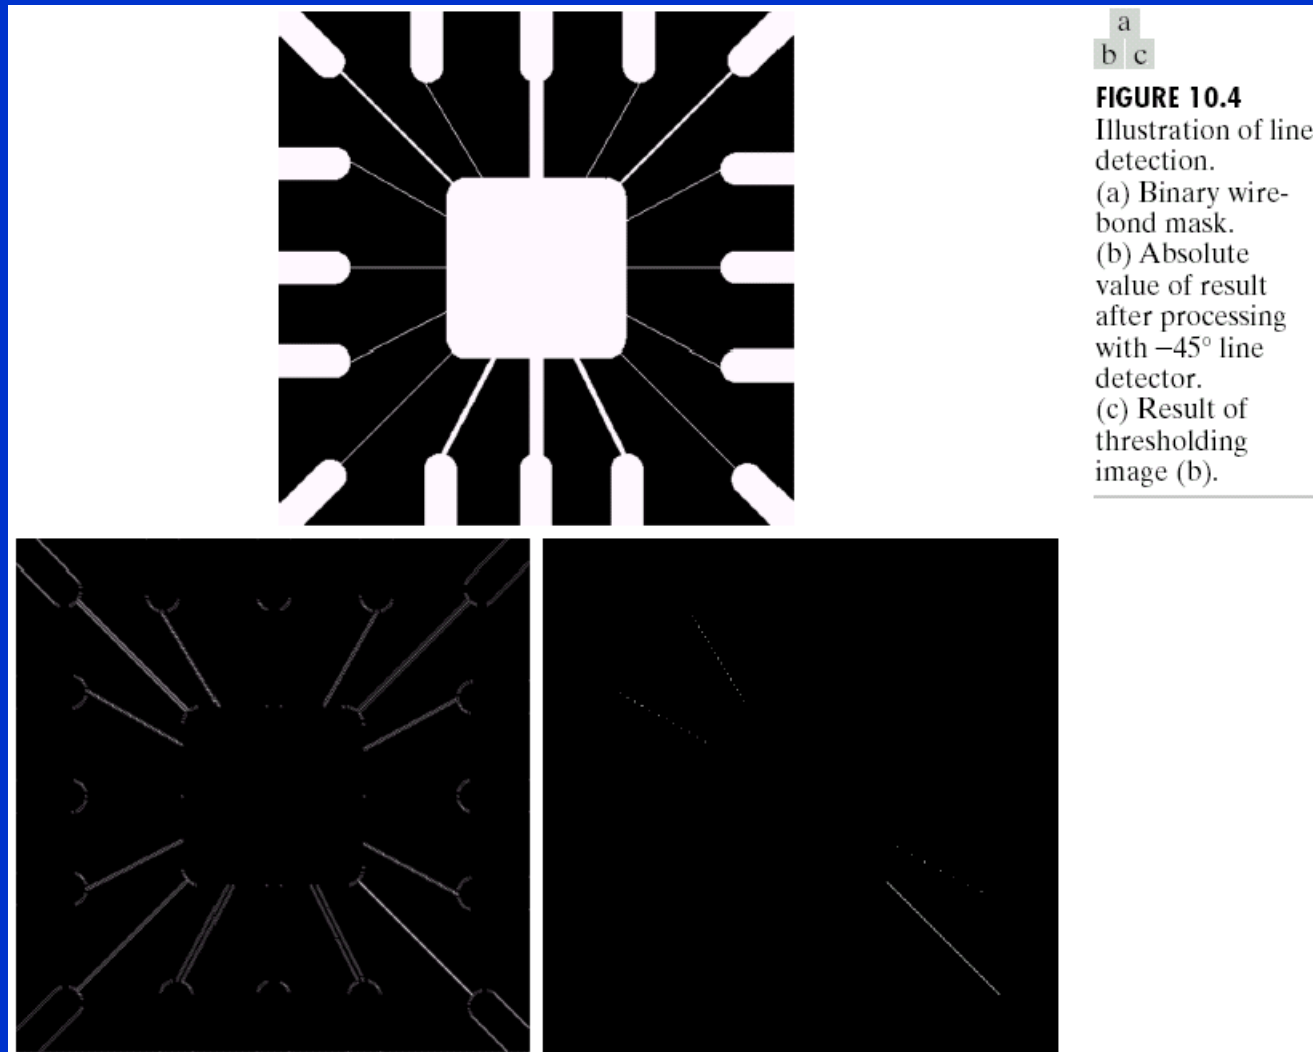 a
b c
FIGURE 10.4
Illustration of line
detection.
(a) Binary wire-
bond mask.
(b) Absolute
value of result
after processing
with −45° line
detector.
(c) Result of
thresholding
image (b).